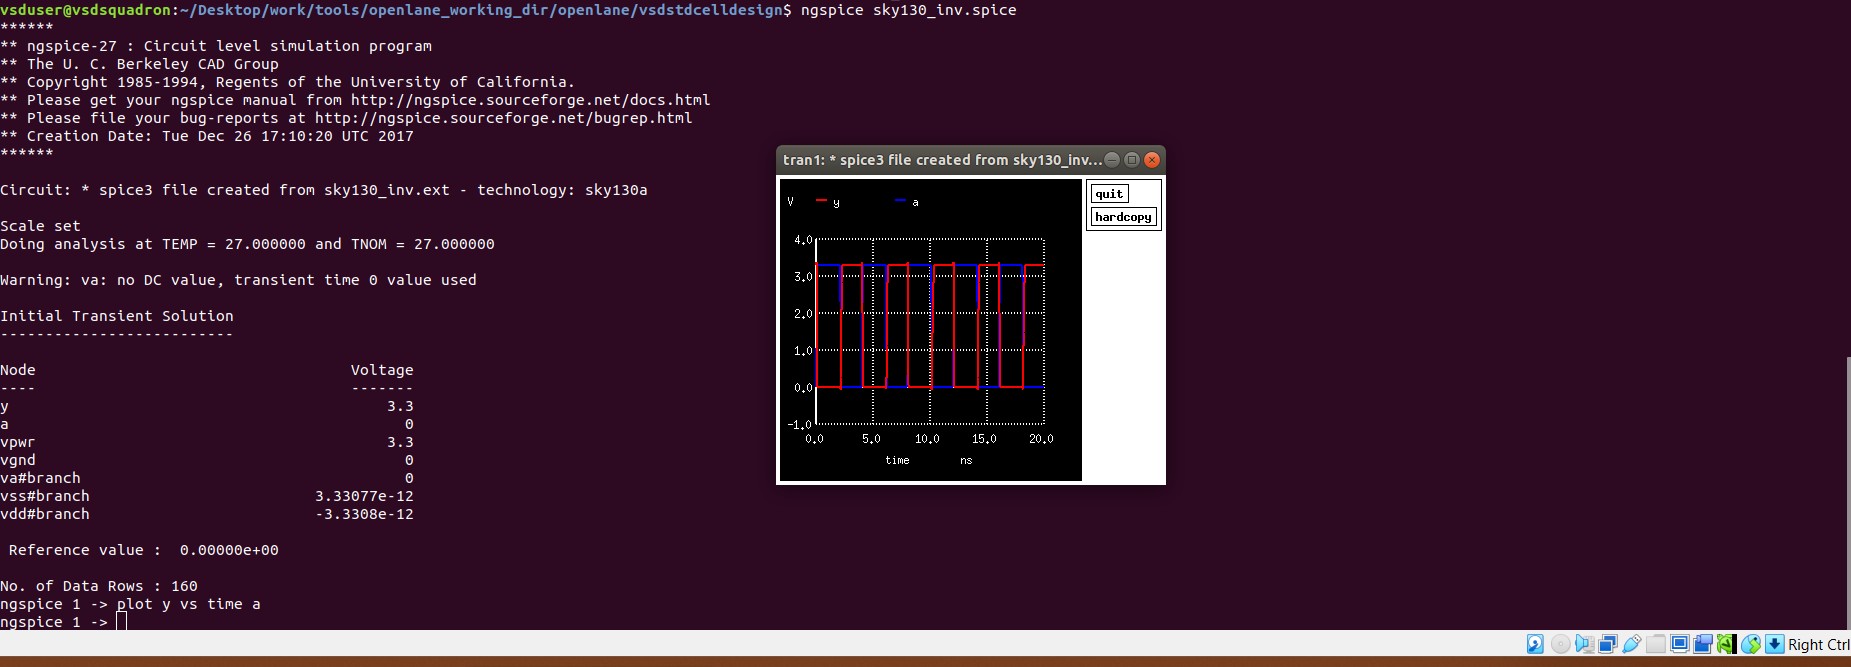 vsduser@vsdsquadron:~/Desktop/work/tools/openlane_working_dir/openlane/vsdstdcelldesign$ ngspice sky130_inv.spice
******
** ngspice-27 : Circuit level simulation program
** The U. C. Berkeley CAD Group
** Copyright 1985-1994, Regents of the University of California.
** Please get your ngspice manual from http://ngspice.sourceforge.net/docs.html
** Please file your bug-reports at http://ngspice.sourceforge.net/bugrep.html
** Creation Date: Tue Dec 26 17:10:20 UTC 2017
******
Circuit: * spice3 file created from sky130_inv.ext - technology: sky130a
Scale set
Doing analysis at TEMP = 27.000000 and TNOM = 27.000000
Warning: va: no DC value, transient time 0 value used
Initial Transient Solution
--------------------------
Node Voltage
---- -------
y 3.3
a 0
vpwr 3.3
vgnd 0
va#branch 0
vss#branch 3.33077e-12
vdd#branch -3.3308e-12
Reference value : 0.00000e+00
No. of Data Rows : 160
ngspice 1 -> plot y vs time a
ngspice 1 ->
tran1: * spice3 file created from sky130_inv...
quit
hardcopy
V y a
4.0
3.0
2.0
1.0
0.0
-1.0
0.0 5.0 10.0 15.0 20.0
time ns
Right Ctrl